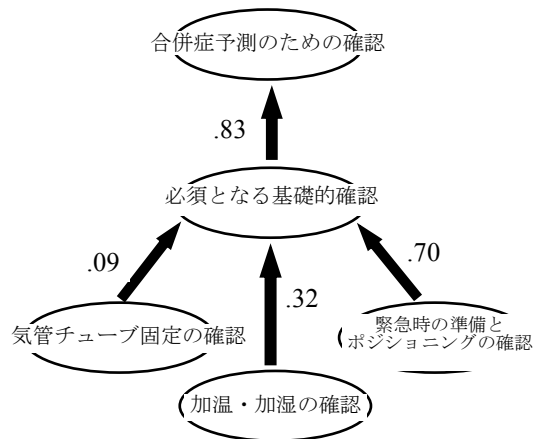 合併症予測のための確認
.83
必須となる基礎的確認
.09
.32
.70
気管チューブ固定の確認
緊急時の準備と
ポジショニングの確認
加温・加湿の確認